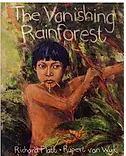 The Vanishing
Rainforest
Richard Platt • Rupert van Wyk